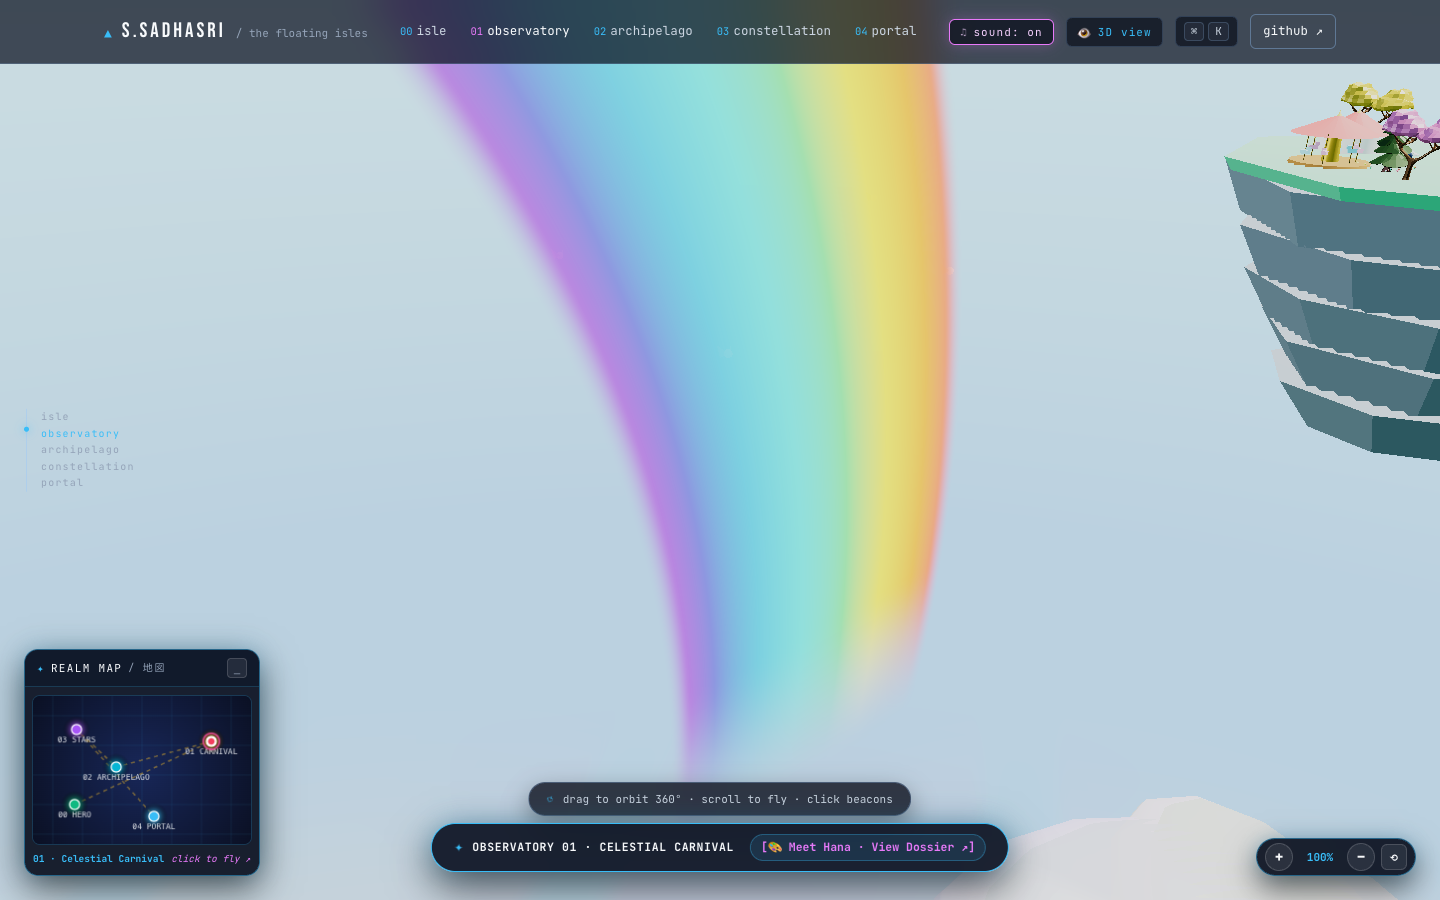 ▲ S.SADHASRI / the floating isles 00 isle 01 observatory 02 archipelago 03 constellation 04 portal ♫ sound: on 👁 3D view ⌘ K github ↗
isle
observatory
archipelago
constellation
portal
✦ REALM MAP / 地図 _
03 STARS
01 CARNIVAL
02 ARCHIPELAGO
00 HERO
04 PORTAL
01 · Celestial Carnival click to fly ↗
drag to orbit 360° · scroll to fly · click beacons
✦ OBSERVATORY 01 · CELESTIAL CARNIVAL [🎨 Meet Hana · View Dossier ↗]
+ 100% − ⟲